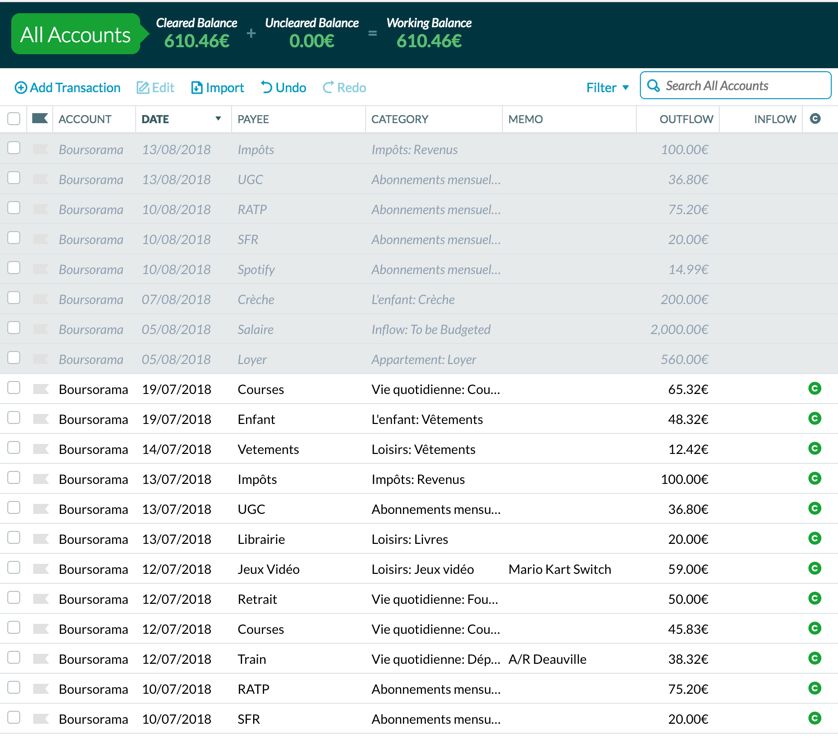 All Accounts
Cleared Balance Uncleared Balance Working Balance
610.46€ + 0.00€ = 610.46€
Add Transaction Edit Import Undo Redo Filter Search All Accounts
ACCOUNT DATE PAYEE CATEGORY MEMO OUTFLOW INFLOW C
Boursorama 13/08/2018 Impôts Impôts: Revenus 100.00€
Boursorama 13/08/2018 UGC Abonnements mensuel... 36.80€
Boursorama 10/08/2018 RATP Abonnements mensuel... 75.20€
Boursorama 10/08/2018 SFR Abonnements mensuel... 20.00€
Boursorama 10/08/2018 Spotify Abonnements mensuel... 14.99€
Boursorama 07/08/2018 Crèche L'enfant: Crèche 200.00€
Boursorama 05/08/2018 Salaire Inflow: To be Budgeted 2,000.00€
Boursorama 05/08/2018 Loyer Appartement: Loyer 560.00€
Boursorama 19/07/2018 Courses Vie quotidienne: Cou... 65.32€ C
Boursorama 19/07/2018 Enfant L'enfant: Vêtements 48.32€ C
Boursorama 14/07/2018 Vetements Loisirs: Vêtements 12.42€ C
Boursorama 13/07/2018 Impôts Impôts: Revenus 100.00€ C
Boursorama 13/07/2018 UGC Abonnements mensu... 36.80€ C
Boursorama 13/07/2018 Librairie Loisirs: Livres 20.00€ C
Boursorama 12/07/2018 Jeux Vidéo Loisirs: Jeux vidéo Mario Kart Switch 59.00€ C
Boursorama 12/07/2018 Retrait Vie quotidienne: Fou... 50.00€ C
Boursorama 12/07/2018 Courses Vie quotidienne: Cou... 45.83€ C
Boursorama 12/07/2018 Train Vie quotidienne: Dép... A/R Deauville 38.32€ C
Boursorama 10/07/2018 RATP Abonnements mensu... 75.20€ C
Boursorama 10/07/2018 SFR Abonnements mensu... 20.00€ C